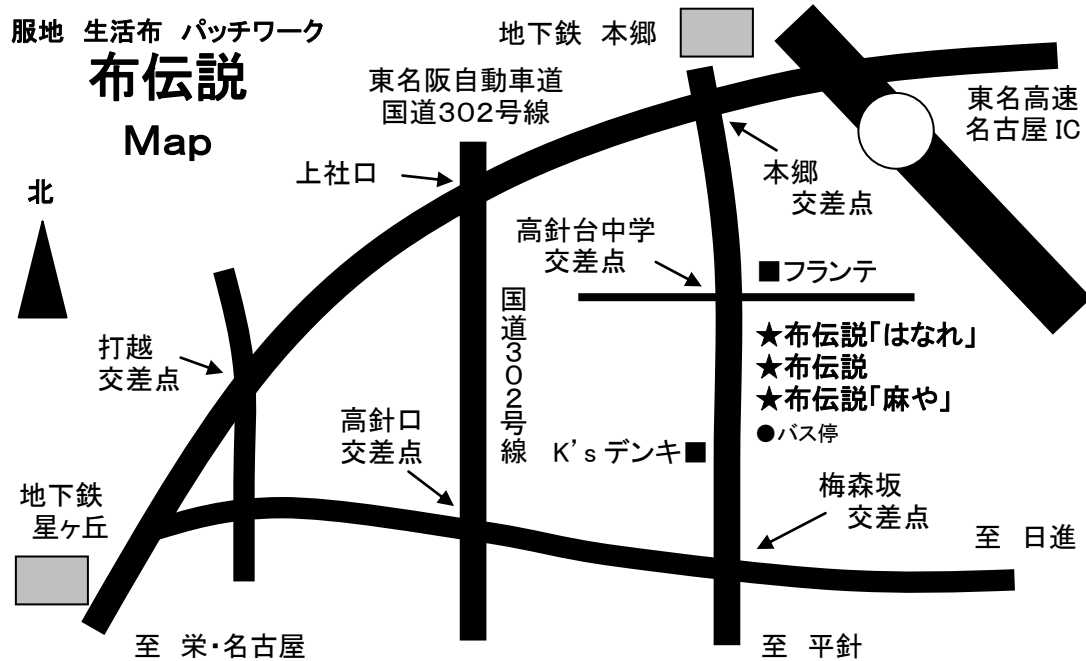 服地 生活布 パッチワーク
布伝説
Map
北
地下鉄 本郷
東名阪自動車道
国道302号線
東名高速
名古屋IC
上社口
本郷
交差点
高針台中学
交差点
■フランテ
国道302号線
打越
交差点
★布伝説「はなれ」
★布伝説
★布伝説「麻や」
●バス停
高針口
交差点
K's デンキ■
梅森坂
交差点
地下鉄
星ヶ丘
至 日進
至 栄・名古屋
至 平針